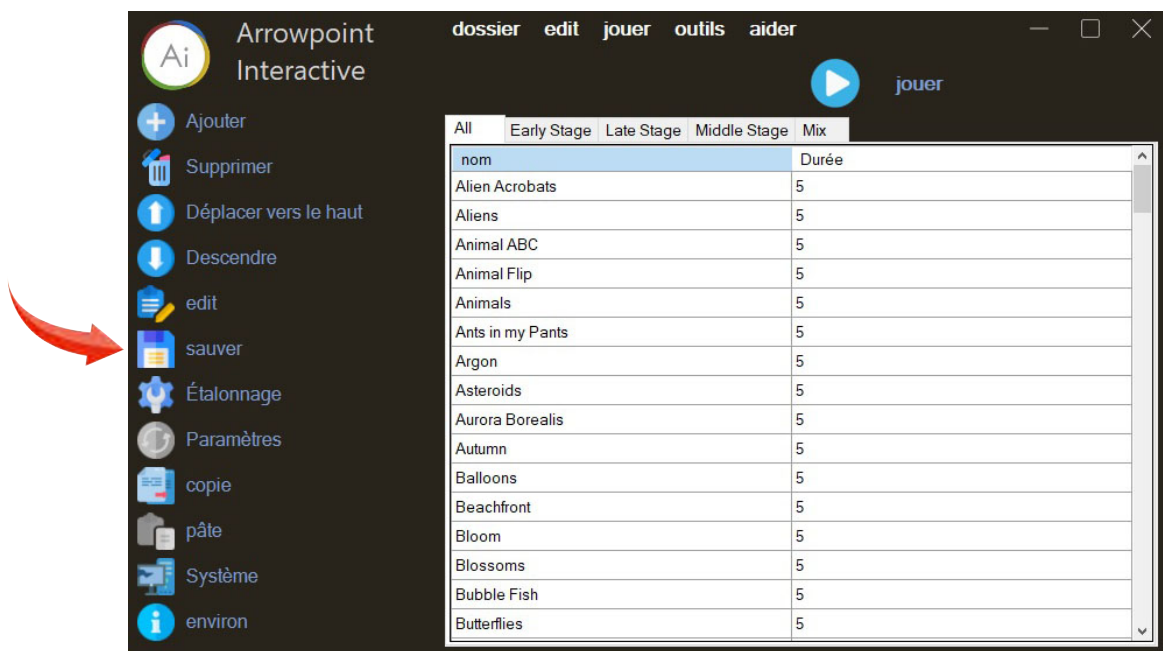 Ai
Arrowpoint
Interactive
dossier edit jouer outils aider
jouer
Ajouter
Supprimer
Déplacer vers le haut
Descendre
edit
sauver
Étalonnage
Paramètres
copie
pâte
Système
environ
All Early Stage Late Stage Middle Stage Mix
nom Durée
Alien Acrobats 5
Aliens 5
Animal ABC 5
Animal Flip 5
Animals 5
Ants in my Pants 5
Argon 5
Asteroids 5
Aurora Borealis 5
Autumn 5
Balloons 5
Beachfront 5
Bloom 5
Blossoms 5
Bubble Fish 5
Butterflies 5